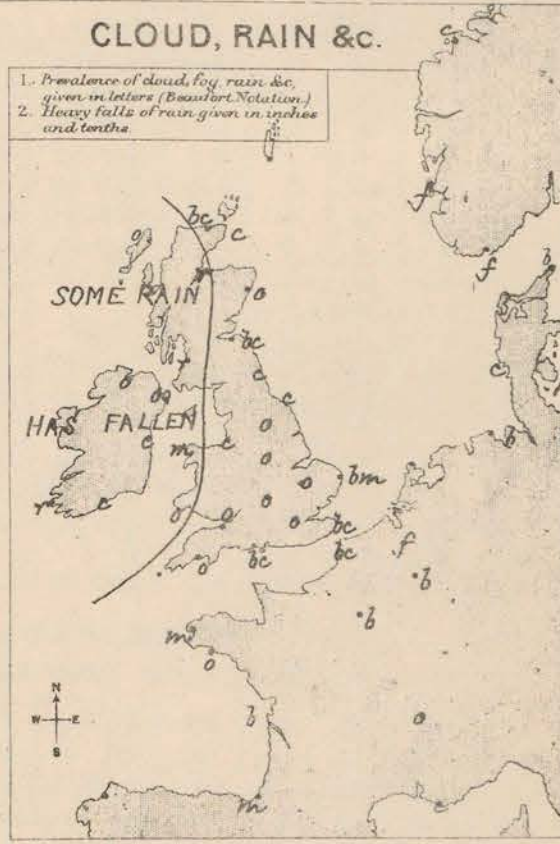 CLOUD, RAIN &c.
1. Prevalence of cloud, fog, rain &c,
given in letters (Beaufort Notation.)
2. Heavy falls of rain given in inches
and tenths.
c
f
f
b
bc
c
o
r
SOME RAIN
o
bc
r
c
c
c
b
o
o
HAS FALLEN
o
c
m
c
o
o
bm
r
c
o
o
o
o
bc
o
bc
bc
f
b
b
m
o
b
o
m
c
N
W E
S